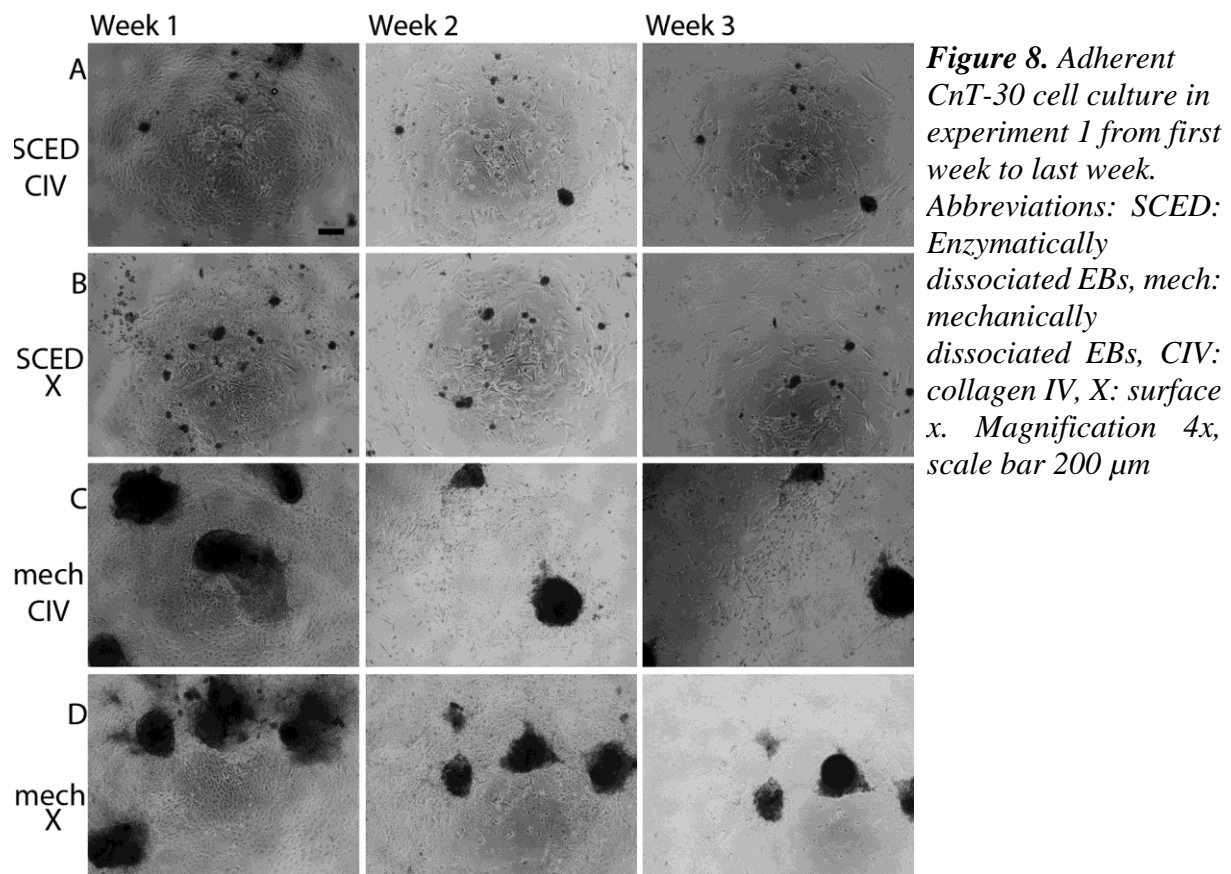 Week 1 Week 2 Week 3
A
SCED
CIV
B
SCED
X
C
mech
CIV
D
mech
X
Figure 8. Adherent
CnT-30 cell culture in
experiment 1 from first
week to last week.
Abbreviations: SCED:
Enzymatically
dissociated EBs, mech:
mechanically
dissociated EBs, CIV:
collagen IV, X: surface
x. Magnification 4x,
scale bar 200 µm